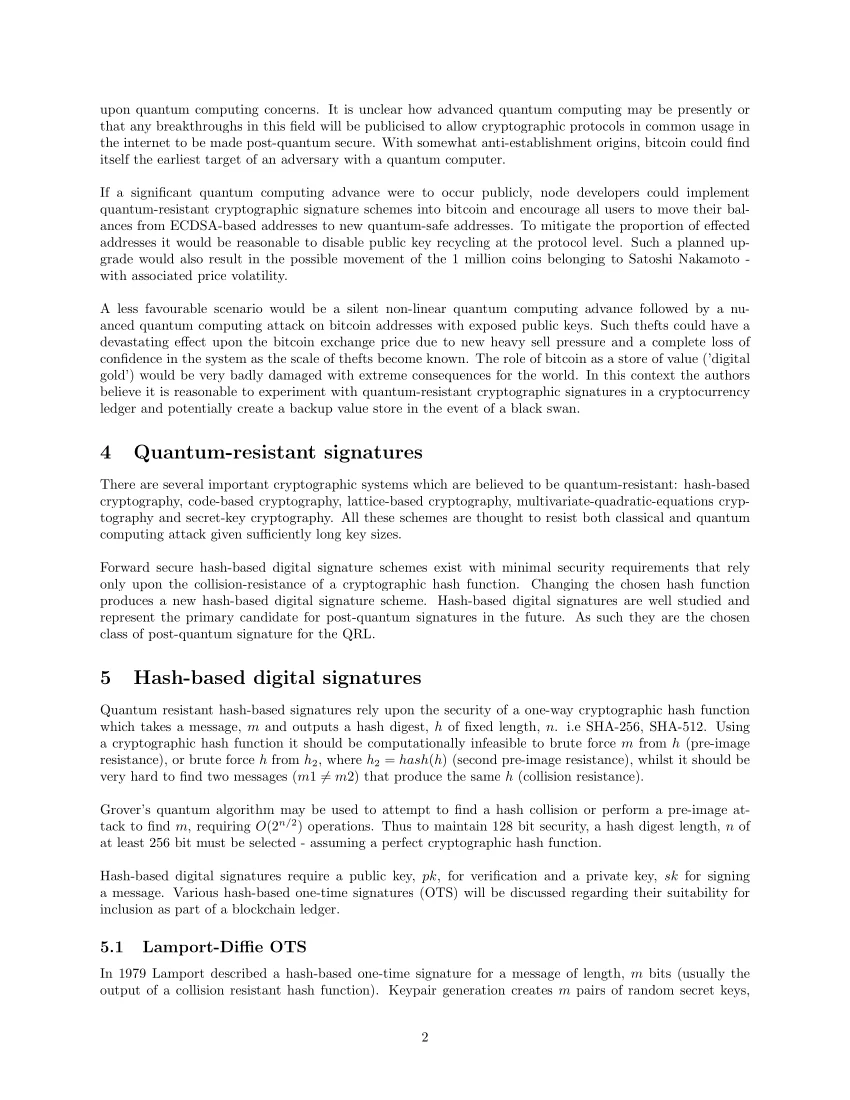 upon quantum computing concerns. It is unclear how advanced quantum computing may be presently or
that any breakthroughs in this field will be publicised to allow cryptographic protocols in common usage in
the internet to be made post-quantum secure. With somewhat anti-establishment origins, bitcoin could find
itself the earliest target of an adversary with a quantum computer.
If a significant quantum computing advance were to occur publicly, node developers could implement
quantum-resistant cryptographic signature schemes into bitcoin and encourage all users to move their bal-
ances from ECDSA-based addresses to new quantum-safe addresses. To mitigate the proportion of effected
addresses it would be reasonable to disable public key recycling at the protocol level. Such a planned up-
grade would also result in the possible movement of the 1 million coins belonging to Satoshi Nakamoto -
with associated price volatility.
A less favourable scenario would be a silent non-linear quantum computing advance followed by a nu-
anced quantum computing attack on bitcoin addresses with exposed public keys. Such thefts could have a
devastating effect upon the bitcoin exchange price due to new heavy sell pressure and a complete loss of
confidence in the system as the scale of thefts become known. The role of bitcoin as a store of value ('digital
gold') would be very badly damaged with extreme consequences for the world. In this context the authors
believe it is reasonable to experiment with quantum-resistant cryptographic signatures in a cryptocurrency
ledger and potentially create a backup value store in the event of a black swan.
4 Quantum-resistant signatures
There are several important cryptographic systems which are believed to be quantum-resistant: hash-based
cryptography, code-based cryptography, lattice-based cryptography, multivariate-quadratic-equations cryp-
tography and secret-key cryptography. All these schemes are thought to resist both classical and quantum
computing attack given sufficiently long key sizes.
Forward secure hash-based digital signature schemes exist with minimal security requirements that rely
only upon the collision-resistance of a cryptographic hash function. Changing the chosen hash function
produces a new hash-based digital signature scheme. Hash-based digital signatures are well studied and
represent the primary candidate for post-quantum signatures in the future. As such they are the chosen
class of post-quantum signature for the QRL.
5 Hash-based digital signatures
Quantum resistant hash-based signatures rely upon the security of a one-way cryptographic hash function
which takes a message, m and outputs a hash digest, h of fixed length, n. i.e SHA-256, SHA-512. Using
a cryptographic hash function it should be computationally infeasible to brute force m from h (pre-image
resistance), or brute force h from h₂, where h₂ = hash(h) (second pre-image resistance), whilst it should be
very hard to find two messages (m1 ≠ m2) that produce the same h (collision resistance).
Grover's quantum algorithm may be used to attempt to find a hash collision or perform a pre-image at-
tack to find m, requiring O(2^{n/2}) operations. Thus to maintain 128 bit security, a hash digest length, n of
at least 256 bit must be selected - assuming a perfect cryptographic hash function.
Hash-based digital signatures require a public key, pk, for verification and a private key, sk for signing
a message. Various hash-based one-time signatures (OTS) will be discussed regarding their suitability for
inclusion as part of a blockchain ledger.
5.1 Lamport-Diffie OTS
In 1979 Lamport described a hash-based one-time signature for a message of length, m bits (usually the
output of a collision resistant hash function). Keypair generation creates m pairs of random secret keys,
2